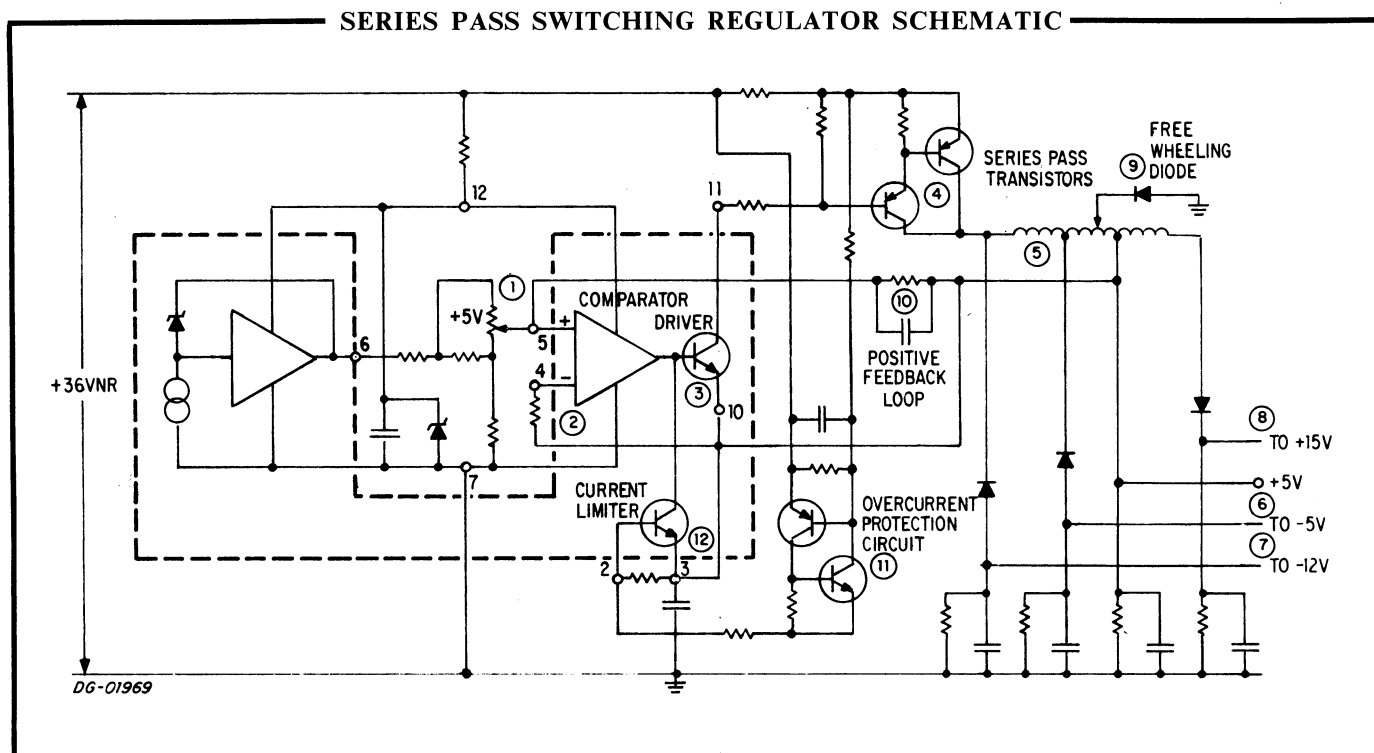 SERIES PASS SWITCHING REGULATOR SCHEMATIC
FREE
WHEELING
DIODE
9
SERIES PASS
TRANSISTORS
4
12
11
5
1
COMPARATOR
DRIVER
10
+5V
+
5
6
POSITIVE
FEEDBACK
LOOP
+36VNR
4
-
3
2
10
8
TO +15V
7
+5V
CURRENT
LIMITER
OVERCURRENT
PROTECTION
CIRCUIT
6
TO -5V
12
7
TO -12V
11
2
3
DG-01969